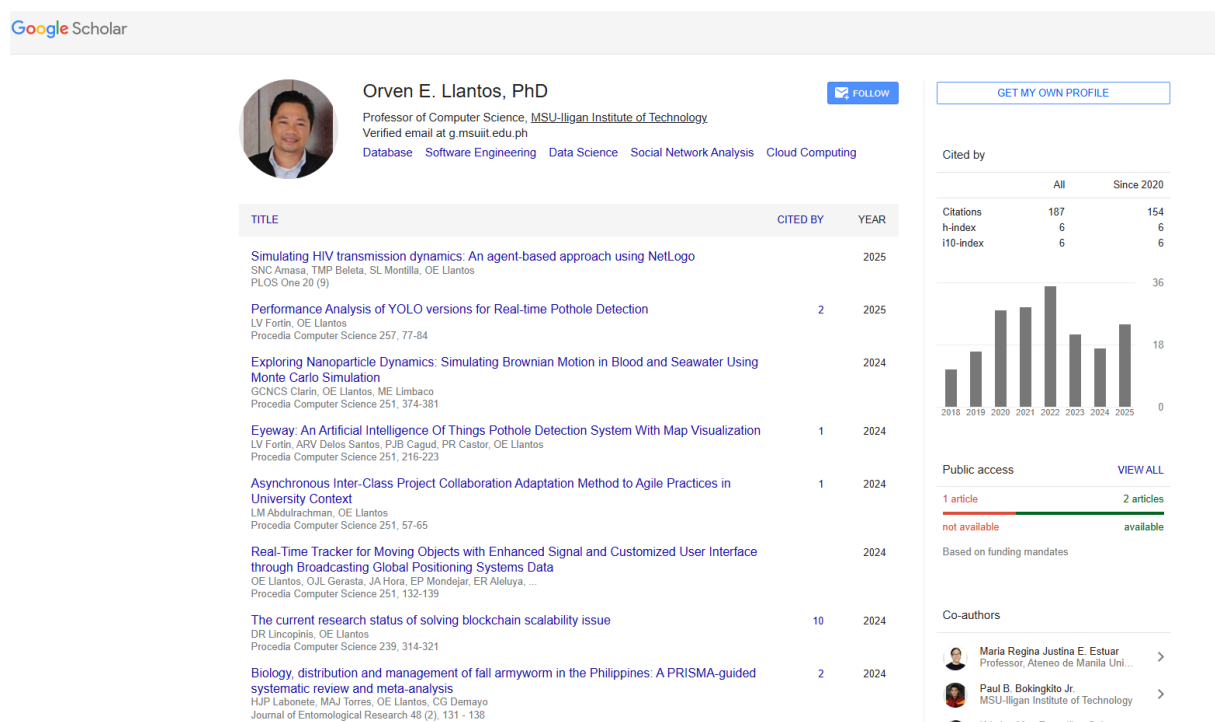 Google Scholar
Orven E. Llantos, PhD
FOLLOW
Professor of Computer Science, MSU-Iligan Institute of Technology
Verified email at g.msuiit.edu.ph
Database Software Engineering Data Science Social Network Analysis Cloud Computing
TITLE CITED BY YEAR
Simulating HIV transmission dynamics: An agent-based approach using NetLogo 2025
SNC Amasa, TMP Beleta, SL Montilla, OE Llantos
PLOS One 20 (9)
Performance Analysis of YOLO versions for Real-time Pothole Detection 2 2025
LV Fortin, OE Llantos
Procedia Computer Science 257, 77-84
Exploring Nanoparticle Dynamics: Simulating Brownian Motion in Blood and Seawater Using 2024
Monte Carlo Simulation
GCNCS Clarin, OE Llantos, ME Limbaco
Procedia Computer Science 251, 374-381
Eyeway: An Artificial Intelligence Of Things Pothole Detection System With Map Visualization 1 2024
LV Fortin, ARV Delos Santos, PJB Cagud, PR Castor, OE Llantos
Procedia Computer Science 251, 216-223
Asynchronous Inter-Class Project Collaboration Adaptation Method to Agile Practices in 1 2024
University Context
LM Abdulrachman, OE Llantos
Procedia Computer Science 251, 57-65
Real-Time Tracker for Moving Objects with Enhanced Signal and Customized User Interface 2024
through Broadcasting Global Positioning Systems Data
OE Llantos, OJL Gerasta, JA Hora, EP Mondejar, ER Aleluya, ...
Procedia Computer Science 251, 132-139
The current research status of solving blockchain scalability issue 10 2024
DR Lincopinis, OE Llantos
Procedia Computer Science 239, 314-321
Biology, distribution and management of fall armyworm in the Philippines: A PRISMA-guided 2 2024
systematic review and meta-analysis
HJP Labonete, MAJ Torres, OE Llantos, CG Demayo
Journal of Entomological Research 48 (2), 131 - 138
GET MY OWN PROFILE
Cited by
All Since 2020
Citations 187 154
h-index 6 6
i10-index 6 6
36
18
0
2018 2019 2020 2021 2022 2023 2024 2025
Public access VIEW ALL
1 article 2 articles
not available available
Based on funding mandates
Co-authors
Maria Regina Justina E. Estuar
Professor, Ateneo de Manila Uni...
Paul B. Bokingkito Jr.
MSU-Iligan Institute of Technology